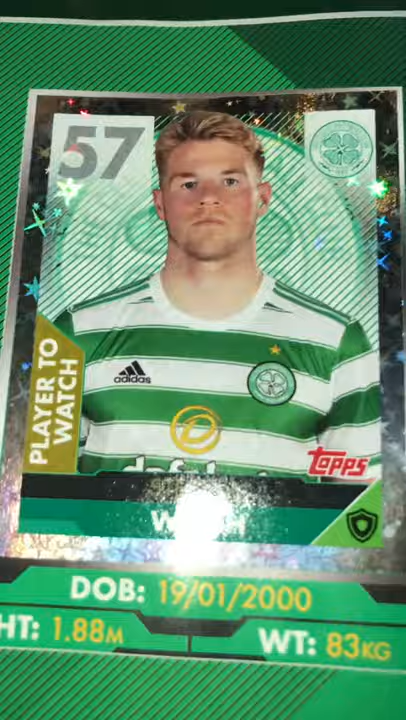 57
PLAYER TO
WATCH
adidas
Topps
DOB: 19/01/2000
HT: 1.88M
WT: 83KG